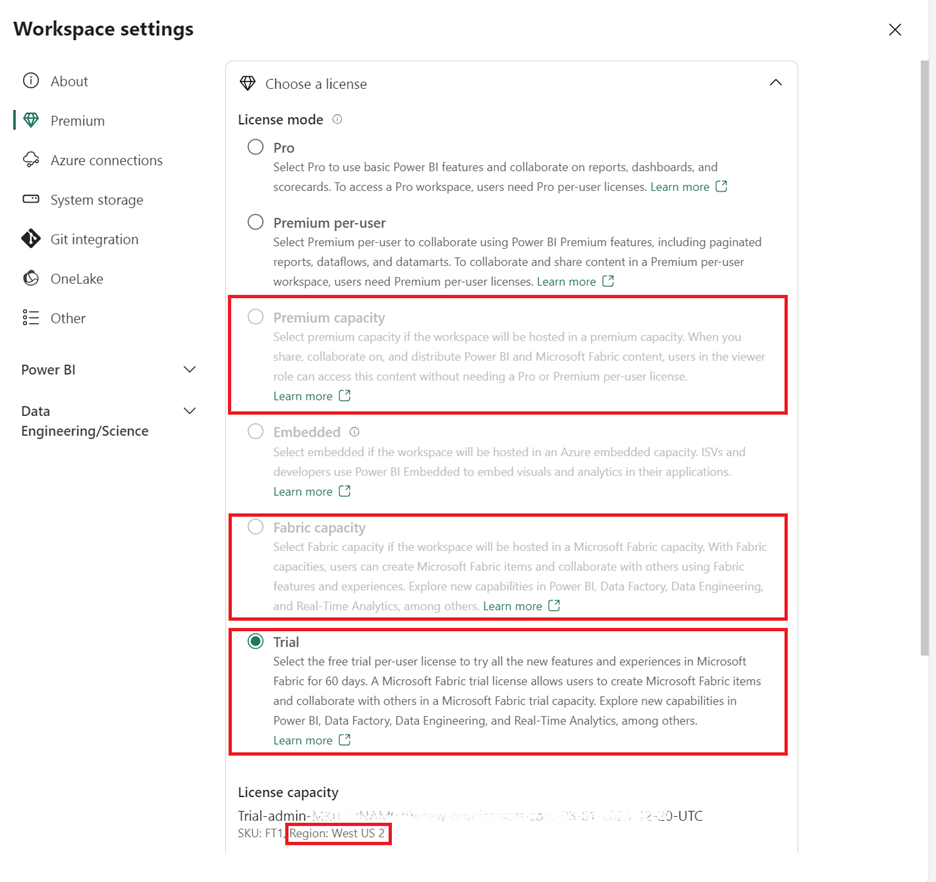 Workspace settings
About
Premium
Azure connections
System storage
Git integration
OneLake
Other
Power BI
Data
Engineering/Science
Choose a license
License mode
Pro
Select Pro to use basic Power BI features and collaborate on reports, dashboards, and
scorecards. To access a Pro workspace, users need Pro per-user licenses. Learn more
Premium per-user
Select Premium per-user to collaborate using Power BI Premium features, including paginated
reports, dataflows, and datamarts. To collaborate and share content in a Premium per-user
workspace, users need Premium per-user licenses. Learn more
Premium capacity
Select premium capacity if the workspace will be hosted in a premium capacity. When you
share, collaborate on, and distribute Power BI and Microsoft Fabric content, users in the viewer
role can access this content without needing a Pro or Premium per-user license.
Learn more
Embedded
Select embedded if the workspace will be hosted in an Azure embedded capacity. ISVs and
developers use Power BI Embedded to embed visuals and analytics in their applications.
Learn more
Fabric capacity
Select Fabric capacity if the workspace will be hosted in a Microsoft Fabric capacity. With Fabric
capacities, users can create Microsoft Fabric items and collaborate with others using Fabric
features and experiences. Explore new capabilities in Power BI, Data Factory, Data Engineering,
and Real-Time Analytics, among others. Learn more
Trial
Select the free trial per-user license to try all the new features and experiences in Microsoft
Fabric for 60 days. A Microsoft Fabric trial license allows users to create Microsoft Fabric items
and collaborate with others in a Microsoft Fabric trial capacity. Explore new capabilities in
Power BI, Data Factory, Data Engineering, and Real-Time Analytics, among others.
Learn more
License capacity
Trial-admin- -UTC
SKU: FT1, Region: West US 2